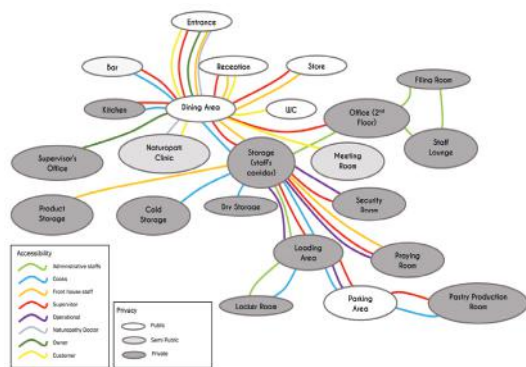 Entrance
Bar
Reception
Store
Filing Room
Kitchen
Dining Area
WC
Office (2nd
Floor)
Staff
Lounge
Supervisor's
Office
Naturopati
Clinic
Storage
(staff's
corridor)
Meeting
Room
Product
Storage
Cold
Storage
Dry Storage
Security
Room
Loading
Area
Praying
Room
Locker Room
Parking
Area
Pastry Production
Room
Accessibility
Administrative staffs
Cooks
Front house staff
Supervisor
Operational
Naturopathy Doctor
Owner
Customer
Privacy
Public
Semi Public
Private